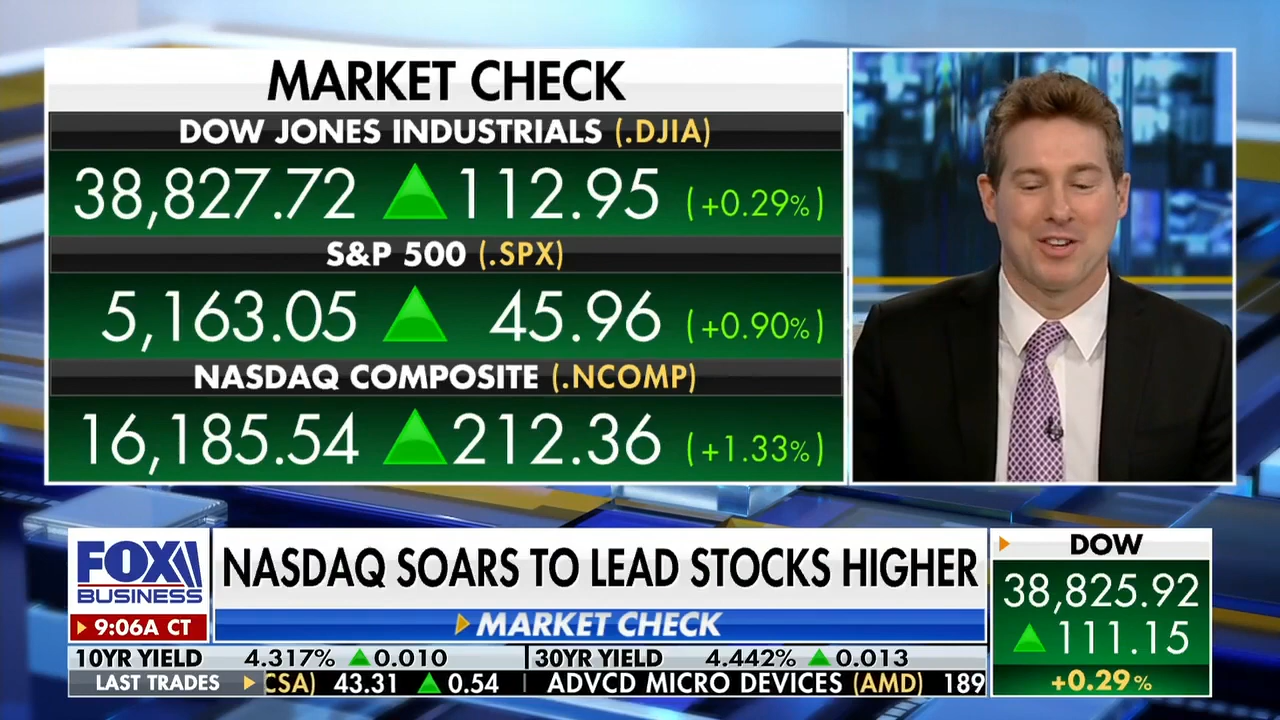 MARKET CHECK
DOW JONES INDUSTRIALS (.DJIA)
38,827.72 112.95 (+0.29%)
S&P 500 (.SPX)
5,163.05 45.96 (+0.90%)
NASDAQ COMPOSITE (.NCOMP)
16,185.54 212.36 (+1.33%)
FOX
BUSINESS
9:06A CT
NASDAQ SOARS TO LEAD STOCKS HIGHER
MARKET CHECK
DOW
38,825.92
111.15
+0.29%
10YR YIELD 4.317% 0.010 30YR YIELD 4.442% 0.013
LAST TRADES CSA) 43.31 0.54 ADVCD MICRO DEVICES (AMD) 189